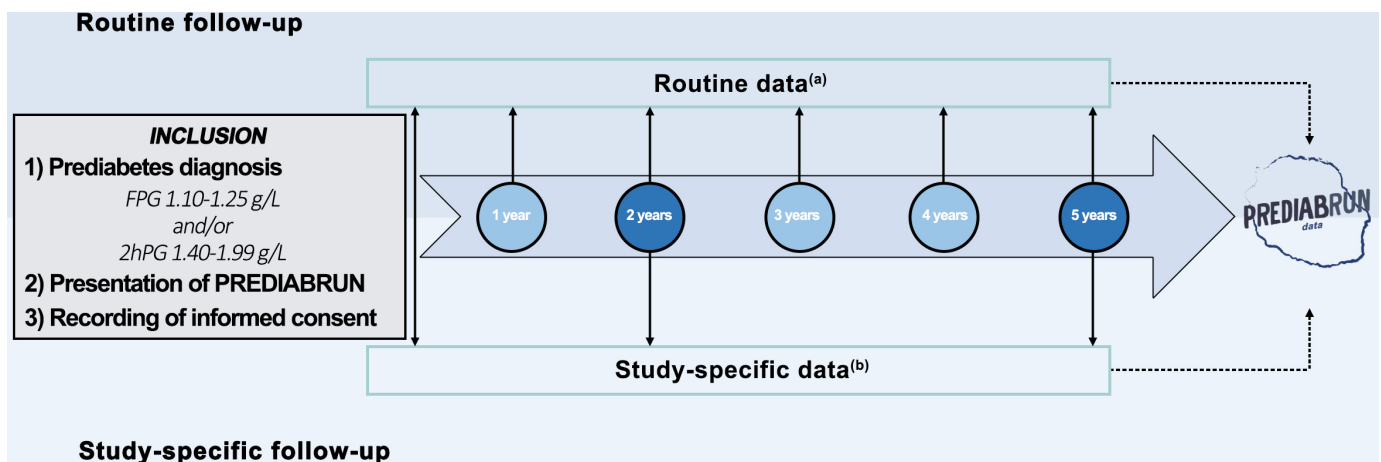 Routine follow-up
Routine data(a)
INCLUSION
1) Prediabetes diagnosis
FPG 1.10-1.25 g/L
and/or
2hPG 1.40-1.99 g/L
2) Presentation of PREDIABRUN
3) Recording of informed consent
1 year
2 years
3 years
4 years
5 years
PREDIABRUN
data
Study-specific data(b)
Study-specific follow-up